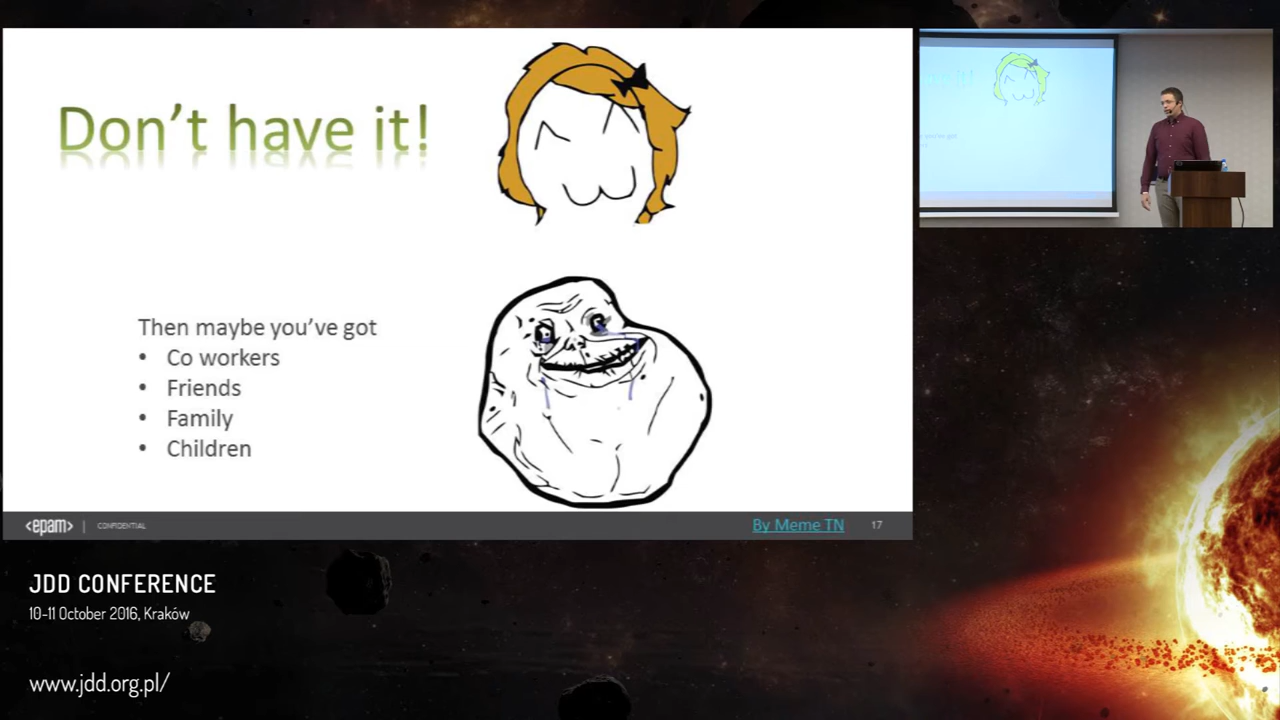 Don't have it!
Then maybe you've got
• Co workers
• Friends
• Family
• Children
<epam> | CONFIDENTIAL
By Meme TN
17
JDD CONFERENCE
10-11 October 2016, Kraków
www.jdd.org.pl/